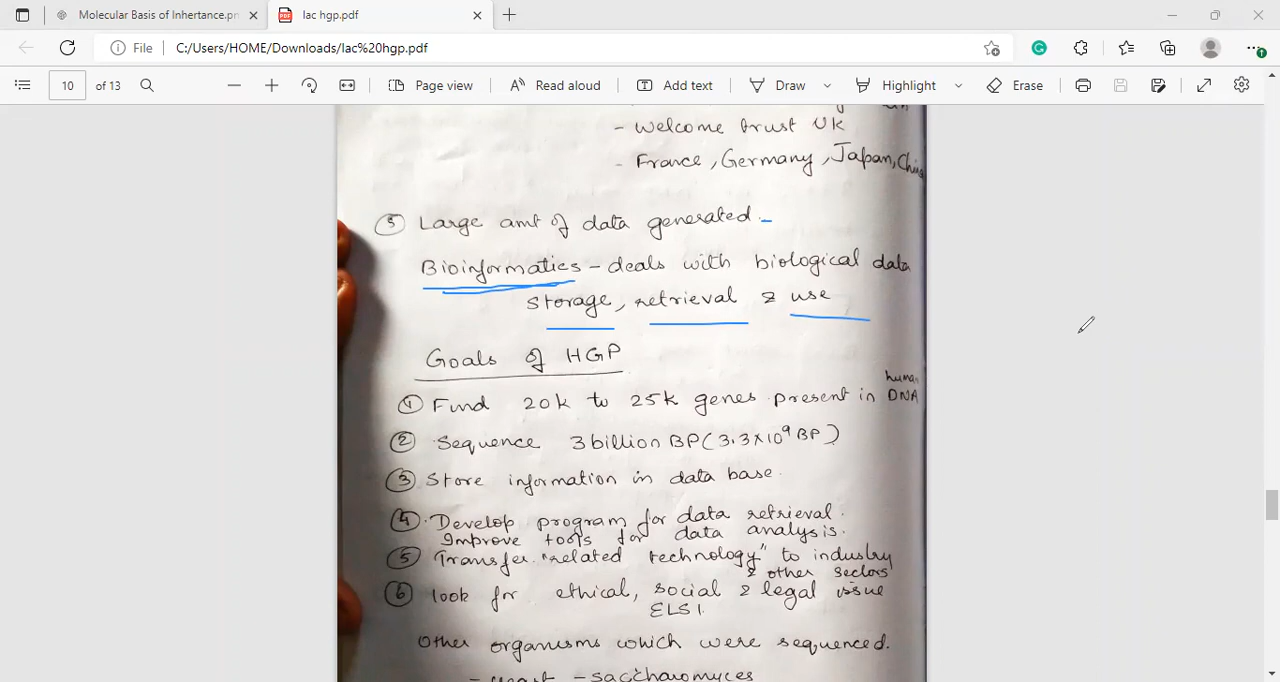 Molecular Basis of Inhertance.pr
lac hgp.pdf
File
C:/Users/HOME/Downloads/lac%20hgp.pdf
10 of 13
Page view
Read aloud
Add text
Draw
Highlight
Erase
- Welcome trust UK
- France, Germany, Japan, China
⑤ Large amt of data generated. -
Bioinformatics - deals with biological data
storage, retrieval & use
Goals of HGP
① Find 20k to 25k genes present in human DNA
② Sequence 3 billion BP (3.3×10⁹ BP)
③ Store information in data base.
④ Develop program for data retrieval.
Improve tools for data analysis.
⑤ Transfer "related technology" to industry
& other sectors
⑥ look for ethical, social & legal issue
ELSI
Other organisms which were sequenced.
- yeast - saccharomyces